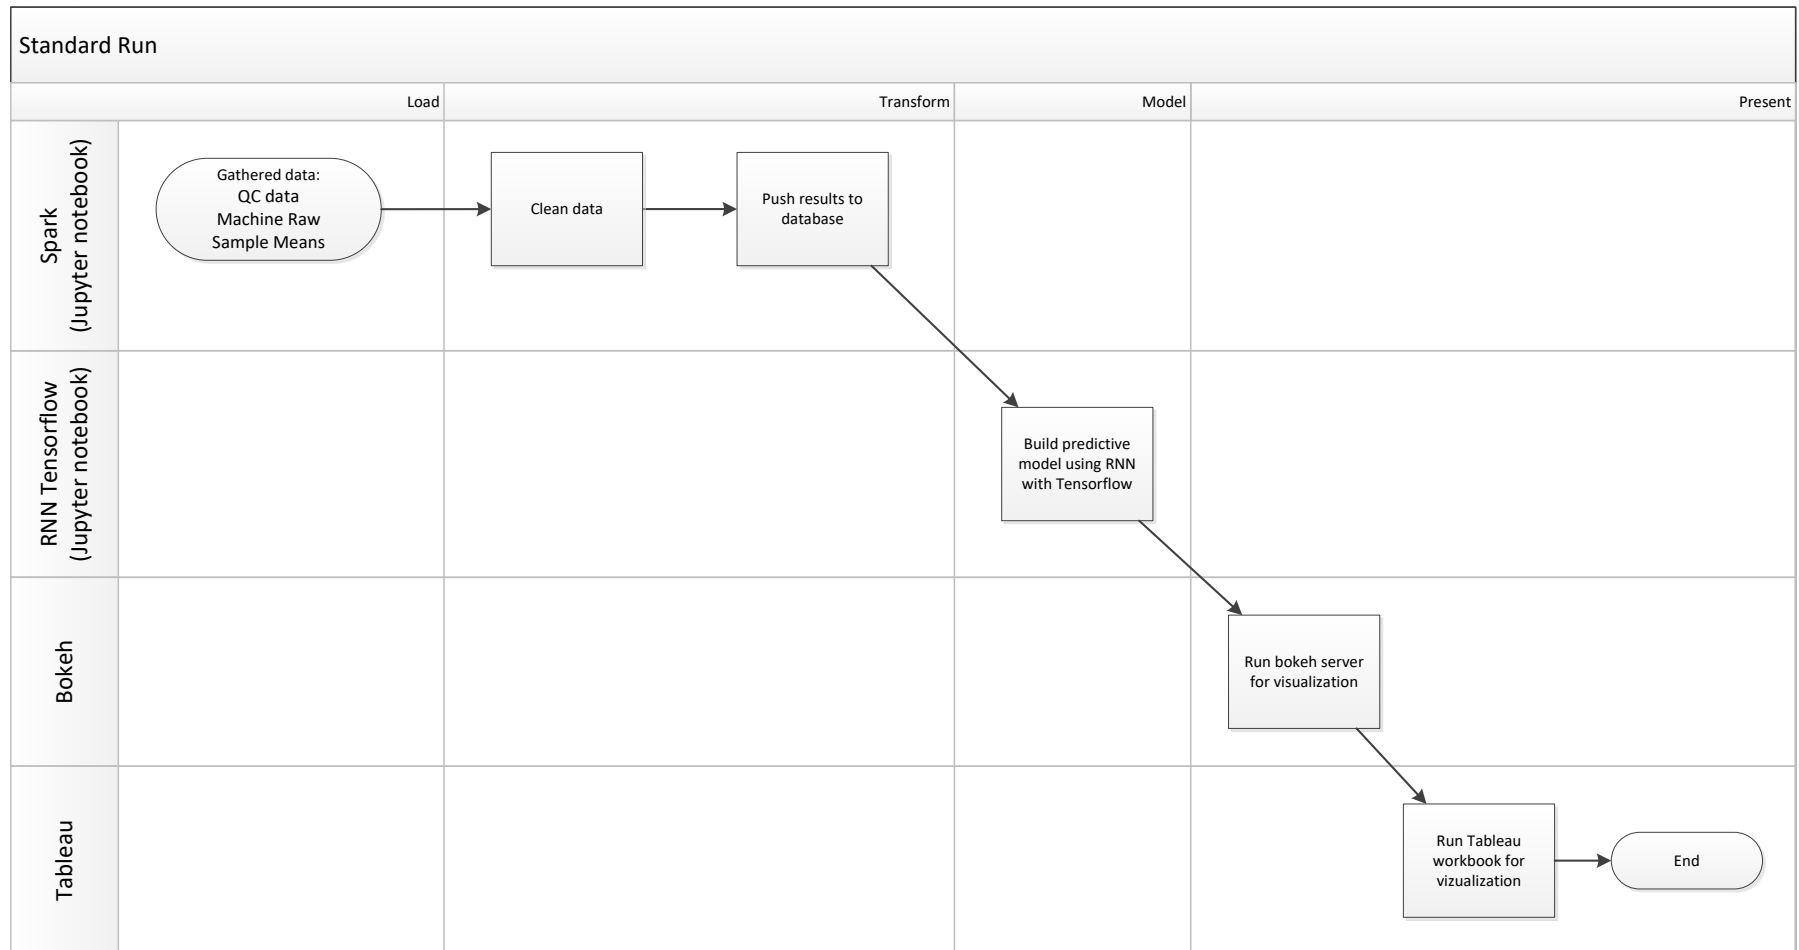 Standard Run
Load
Transform
Model
Present
Spark
(Jupyter notebook)
Gathered data:
QC data
Machine Raw
Sample Means
Clean data
Push results to
database
RNN Tensorflow
(Jupyter notebook)
Build predictive
model using RNN
with Tensorflow
Bokeh
Run bokeh server
for visualization
Tableau
Run Tableau
workbook for
vizualization
End